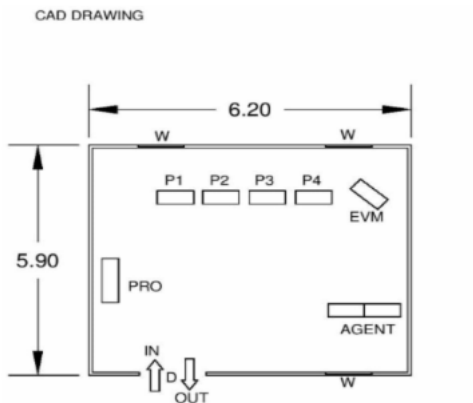 CAD DRAWING
6.20
W W
P1 P2 P3 P4
EVM
5.90
PRO
AGENT
IN
D
W
OUT